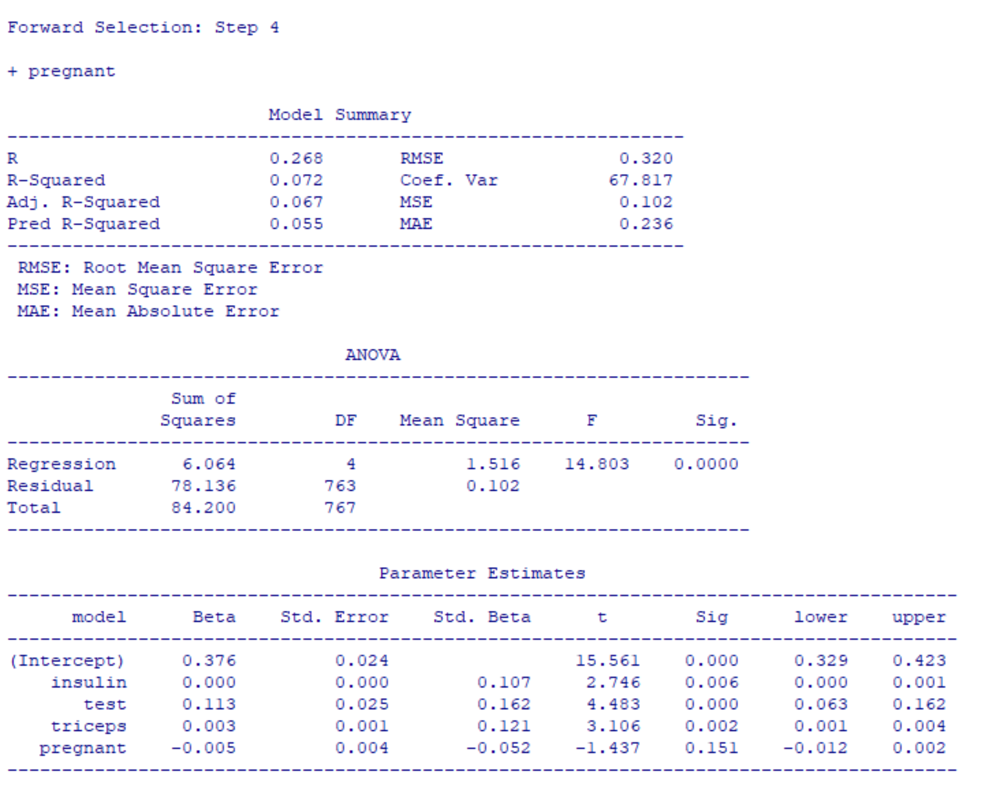 Forward Selection: Step 4
+ pregnant
Model Summary
-------------------------------------------------------------
R 0.268 RMSE 0.320
R-Squared 0.072 Coef. Var 67.817
Adj. R-Squared 0.067 MSE 0.102
Pred R-Squared 0.055 MAE 0.236
-------------------------------------------------------------
RMSE: Root Mean Square Error
MSE: Mean Square Error
MAE: Mean Absolute Error
ANOVA
-------------------------------------------------------------------
Sum of
Squares DF Mean Square F Sig.
-------------------------------------------------------------------
Regression 6.064 4 1.516 14.803 0.0000
Residual 78.136 763 0.102
Total 84.200 767
-------------------------------------------------------------------
Parameter Estimates
--------------------------------------------------------------------------------------
model Beta Std. Error Std. Beta t Sig lower upper
--------------------------------------------------------------------------------------
(Intercept) 0.376 0.024 15.561 0.000 0.329 0.423
insulin 0.000 0.000 0.107 2.746 0.006 0.000 0.001
test 0.113 0.025 0.162 4.483 0.000 0.063 0.162
triceps 0.003 0.001 0.121 3.106 0.002 0.001 0.004
pregnant -0.005 0.004 -0.052 -1.437 0.151 -0.012 0.002
--------------------------------------------------------------------------------------